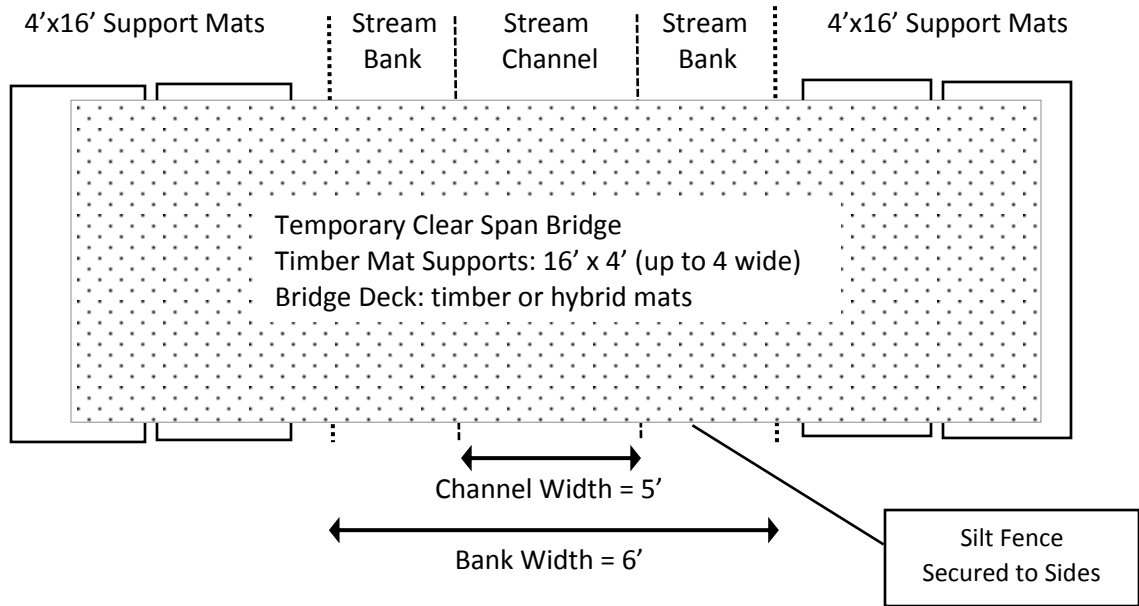 4’x16’ Support Mats
Stream
Bank
Stream
Channel
Stream
Bank
4’x16’ Support Mats
Temporary Clear Span Bridge
Timber Mat Supports: 16’ x 4’ (up to 4 wide)
Bridge Deck: timber or hybrid mats
Channel Width = 5’
Bank Width = 6’
Silt Fence
Secured to Sides